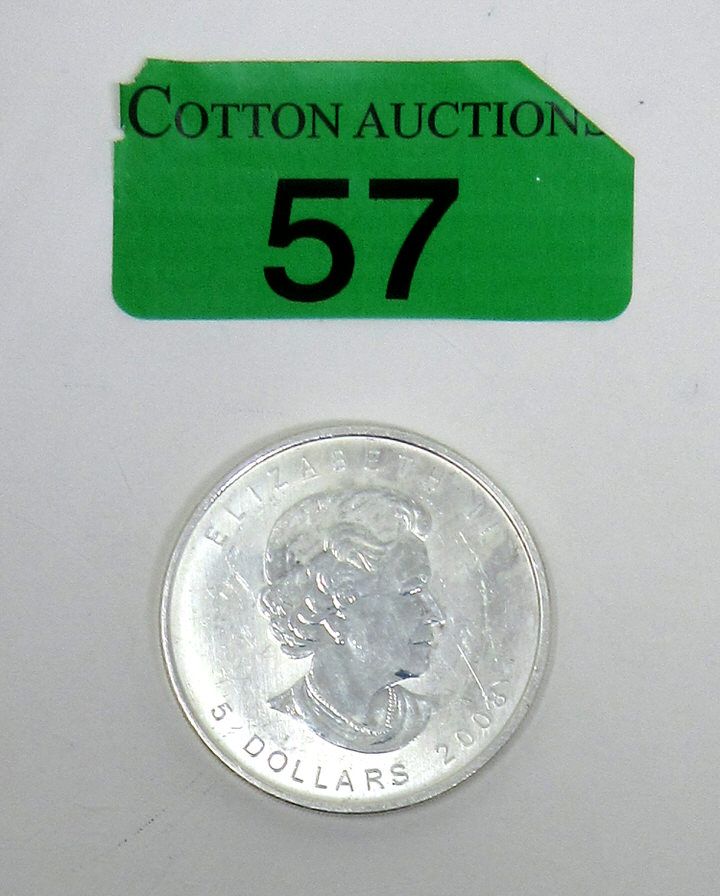 COTTON AUCTIONS
57
ELIZABETH II
5 DOLLARS 2008